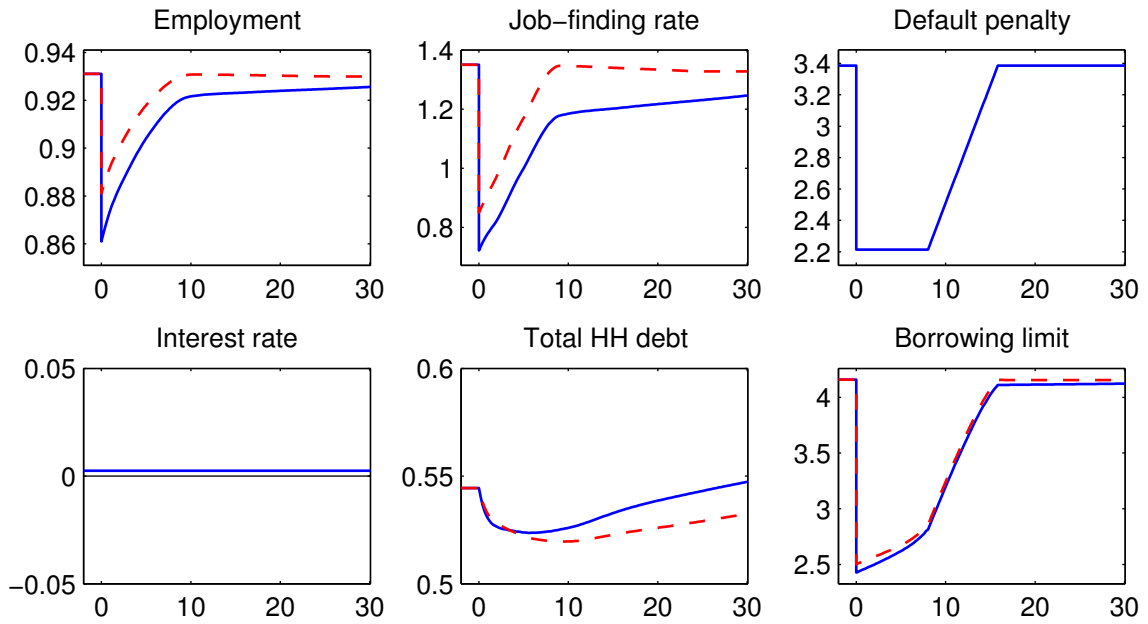 Employment
0.94
0.92
0.9
0.88
0.86
0 10 20 30
Job−finding rate
1.4
1.2
1
0.8
0 10 20 30
Default penalty
3.4
3.2
3
2.8
2.6
2.4
2.2
0 10 20 30
Interest rate
0.05
0
−0.05
0 10 20 30
Total HH debt
0.6
0.55
0.5
0 10 20 30
Borrowing limit
4
3.5
3
2.5
0 10 20 30